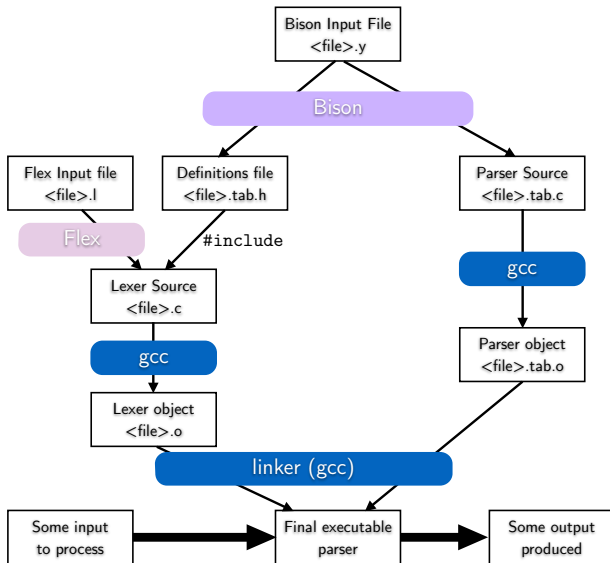 Bison Input File
<file>.y
Bison
Flex Input file
<file>.l
Definitions file
<file>.tab.h
Parser Source
<file>.tab.c
Flex
#include
gcc
Lexer Source
<file>.c
gcc
Parser object
<file>.tab.o
Lexer object
<file>.o
linker (gcc)
Some input
to process
Final executable
parser
Some output
produced